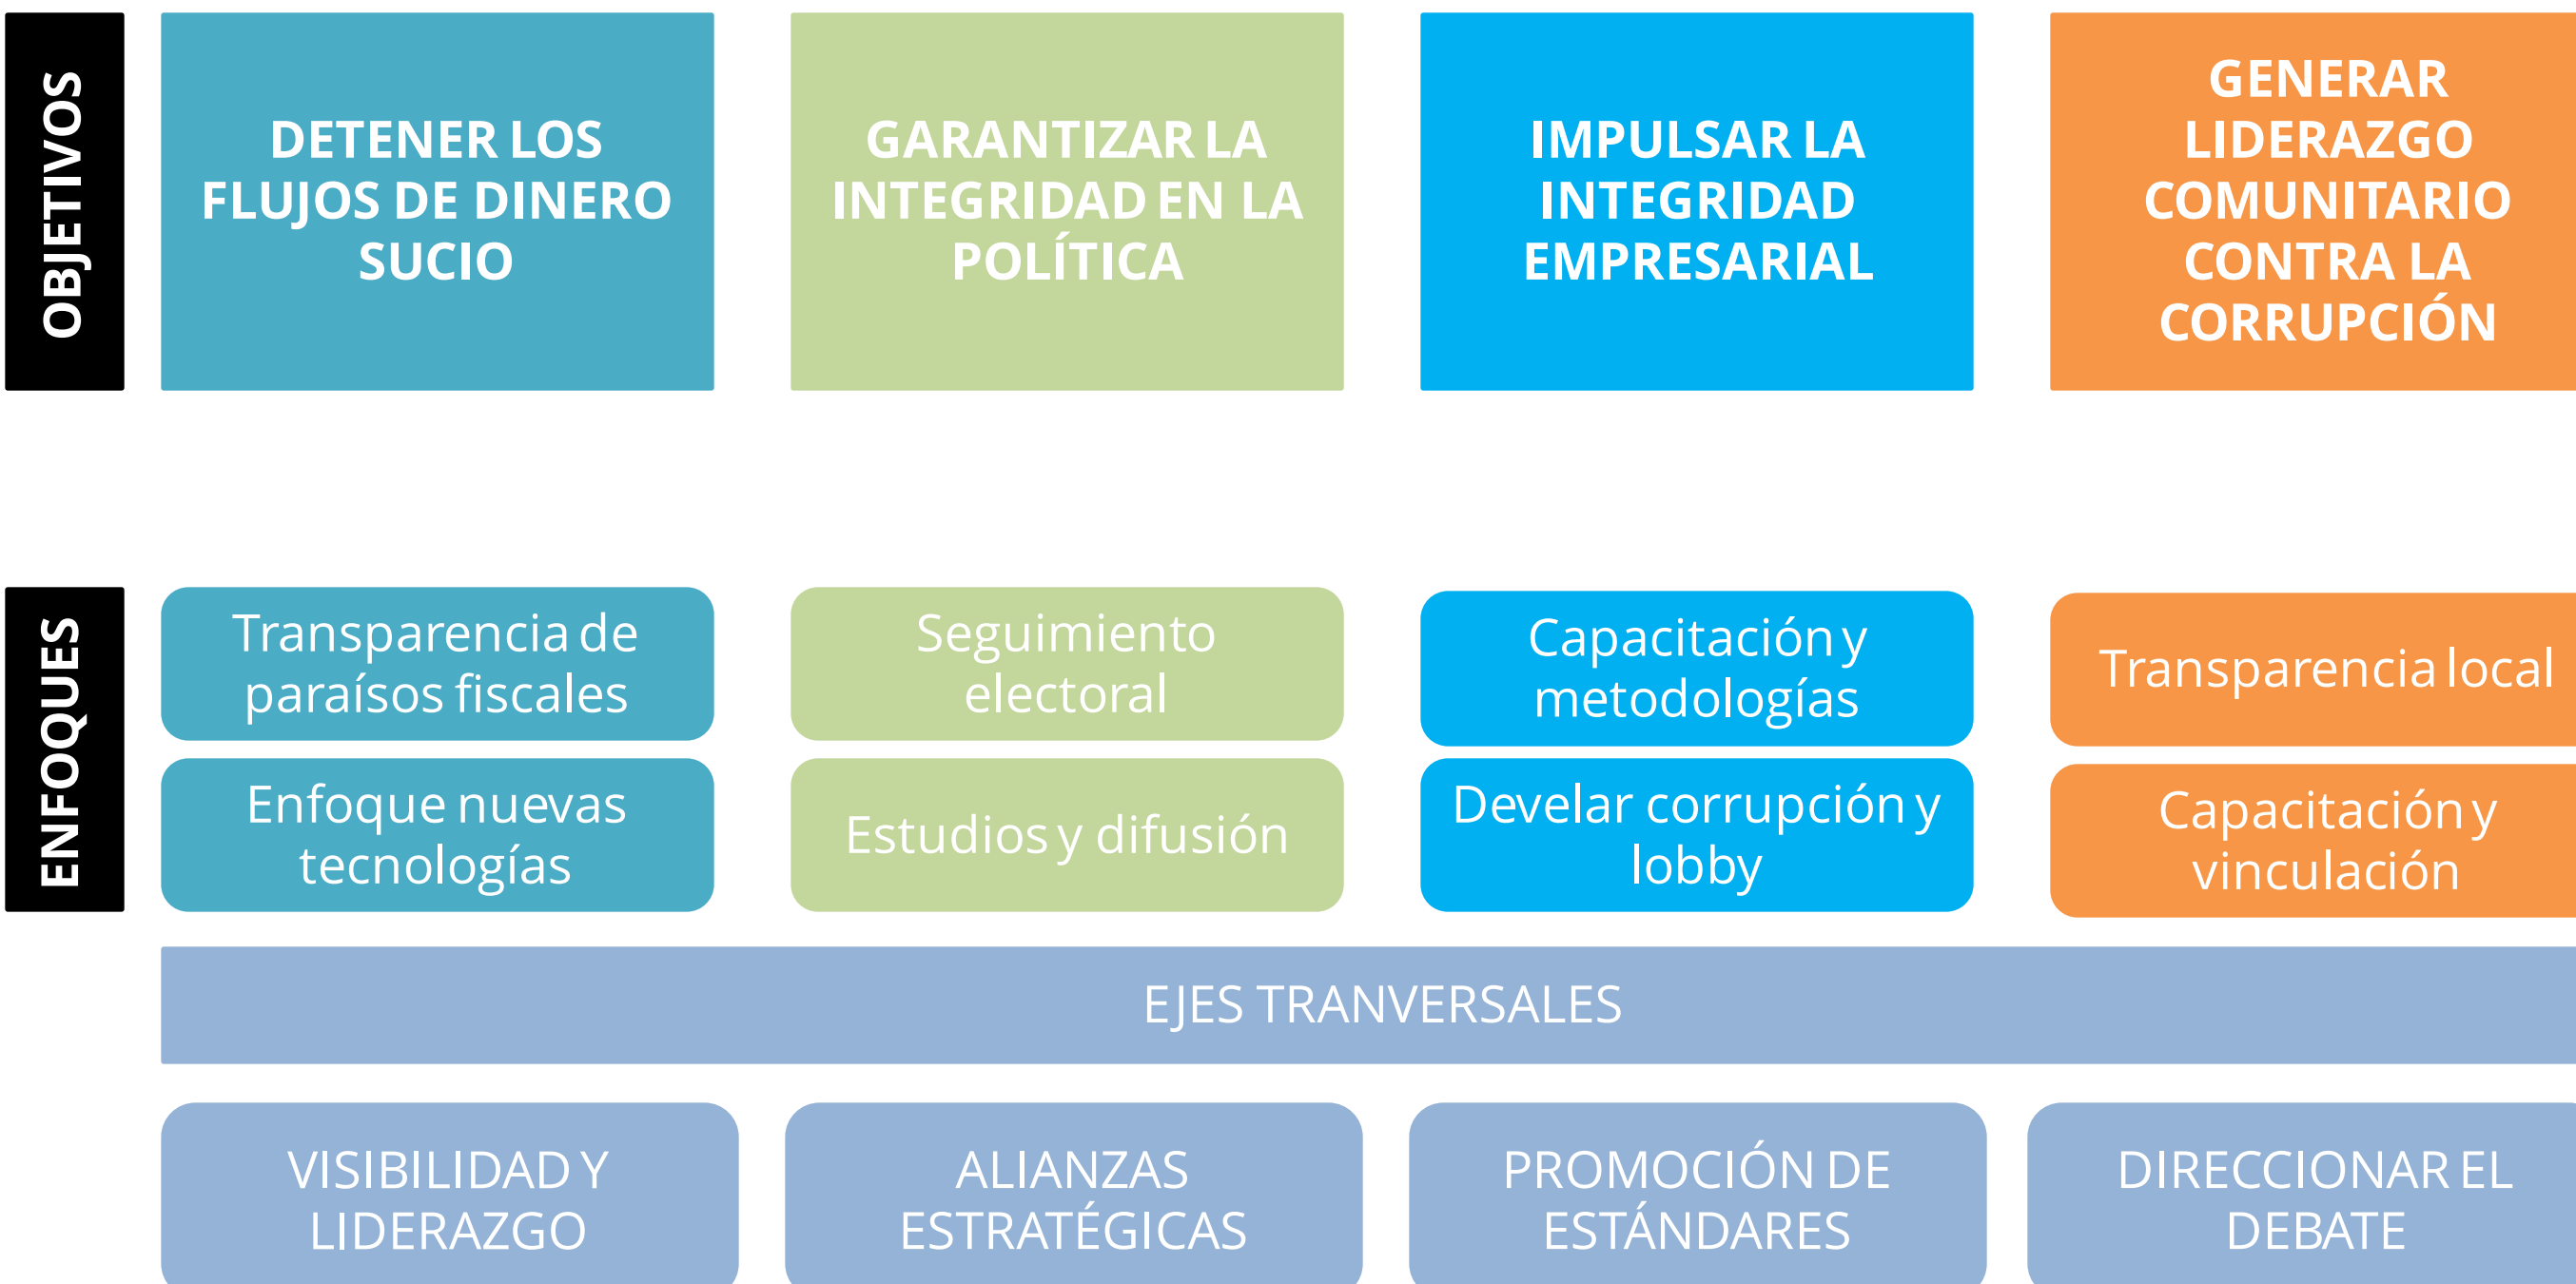 OBJETIVOS
DETENER LOS
FLUJOS DE DINERO
SUCIO
GARANTIZAR LA
INTEGRIDAD EN LA
POLÍTICA
IMPULSAR LA
INTEGRIDAD
EMPRESARIAL
GENERAR
LIDERAZGO
COMUNITARIO
CONTRA LA
CORRUPCIÓN
ENFOQUES
Transparencia de
paraísos fiscales
Seguimiento
electoral
Capacitación y
metodologías
Transparencia local
Enfoque nuevas
tecnologías
Estudios y difusión
Develar corrupción y
lobby
Capacitación y
vinculación
EJES TRANVERSALES
VISIBILIDAD Y
LIDERAZGO
ALIANZAS
ESTRATÉGICAS
PROMOCIÓN DE
ESTÁNDARES
DIRECCIONAR EL
DEBATE